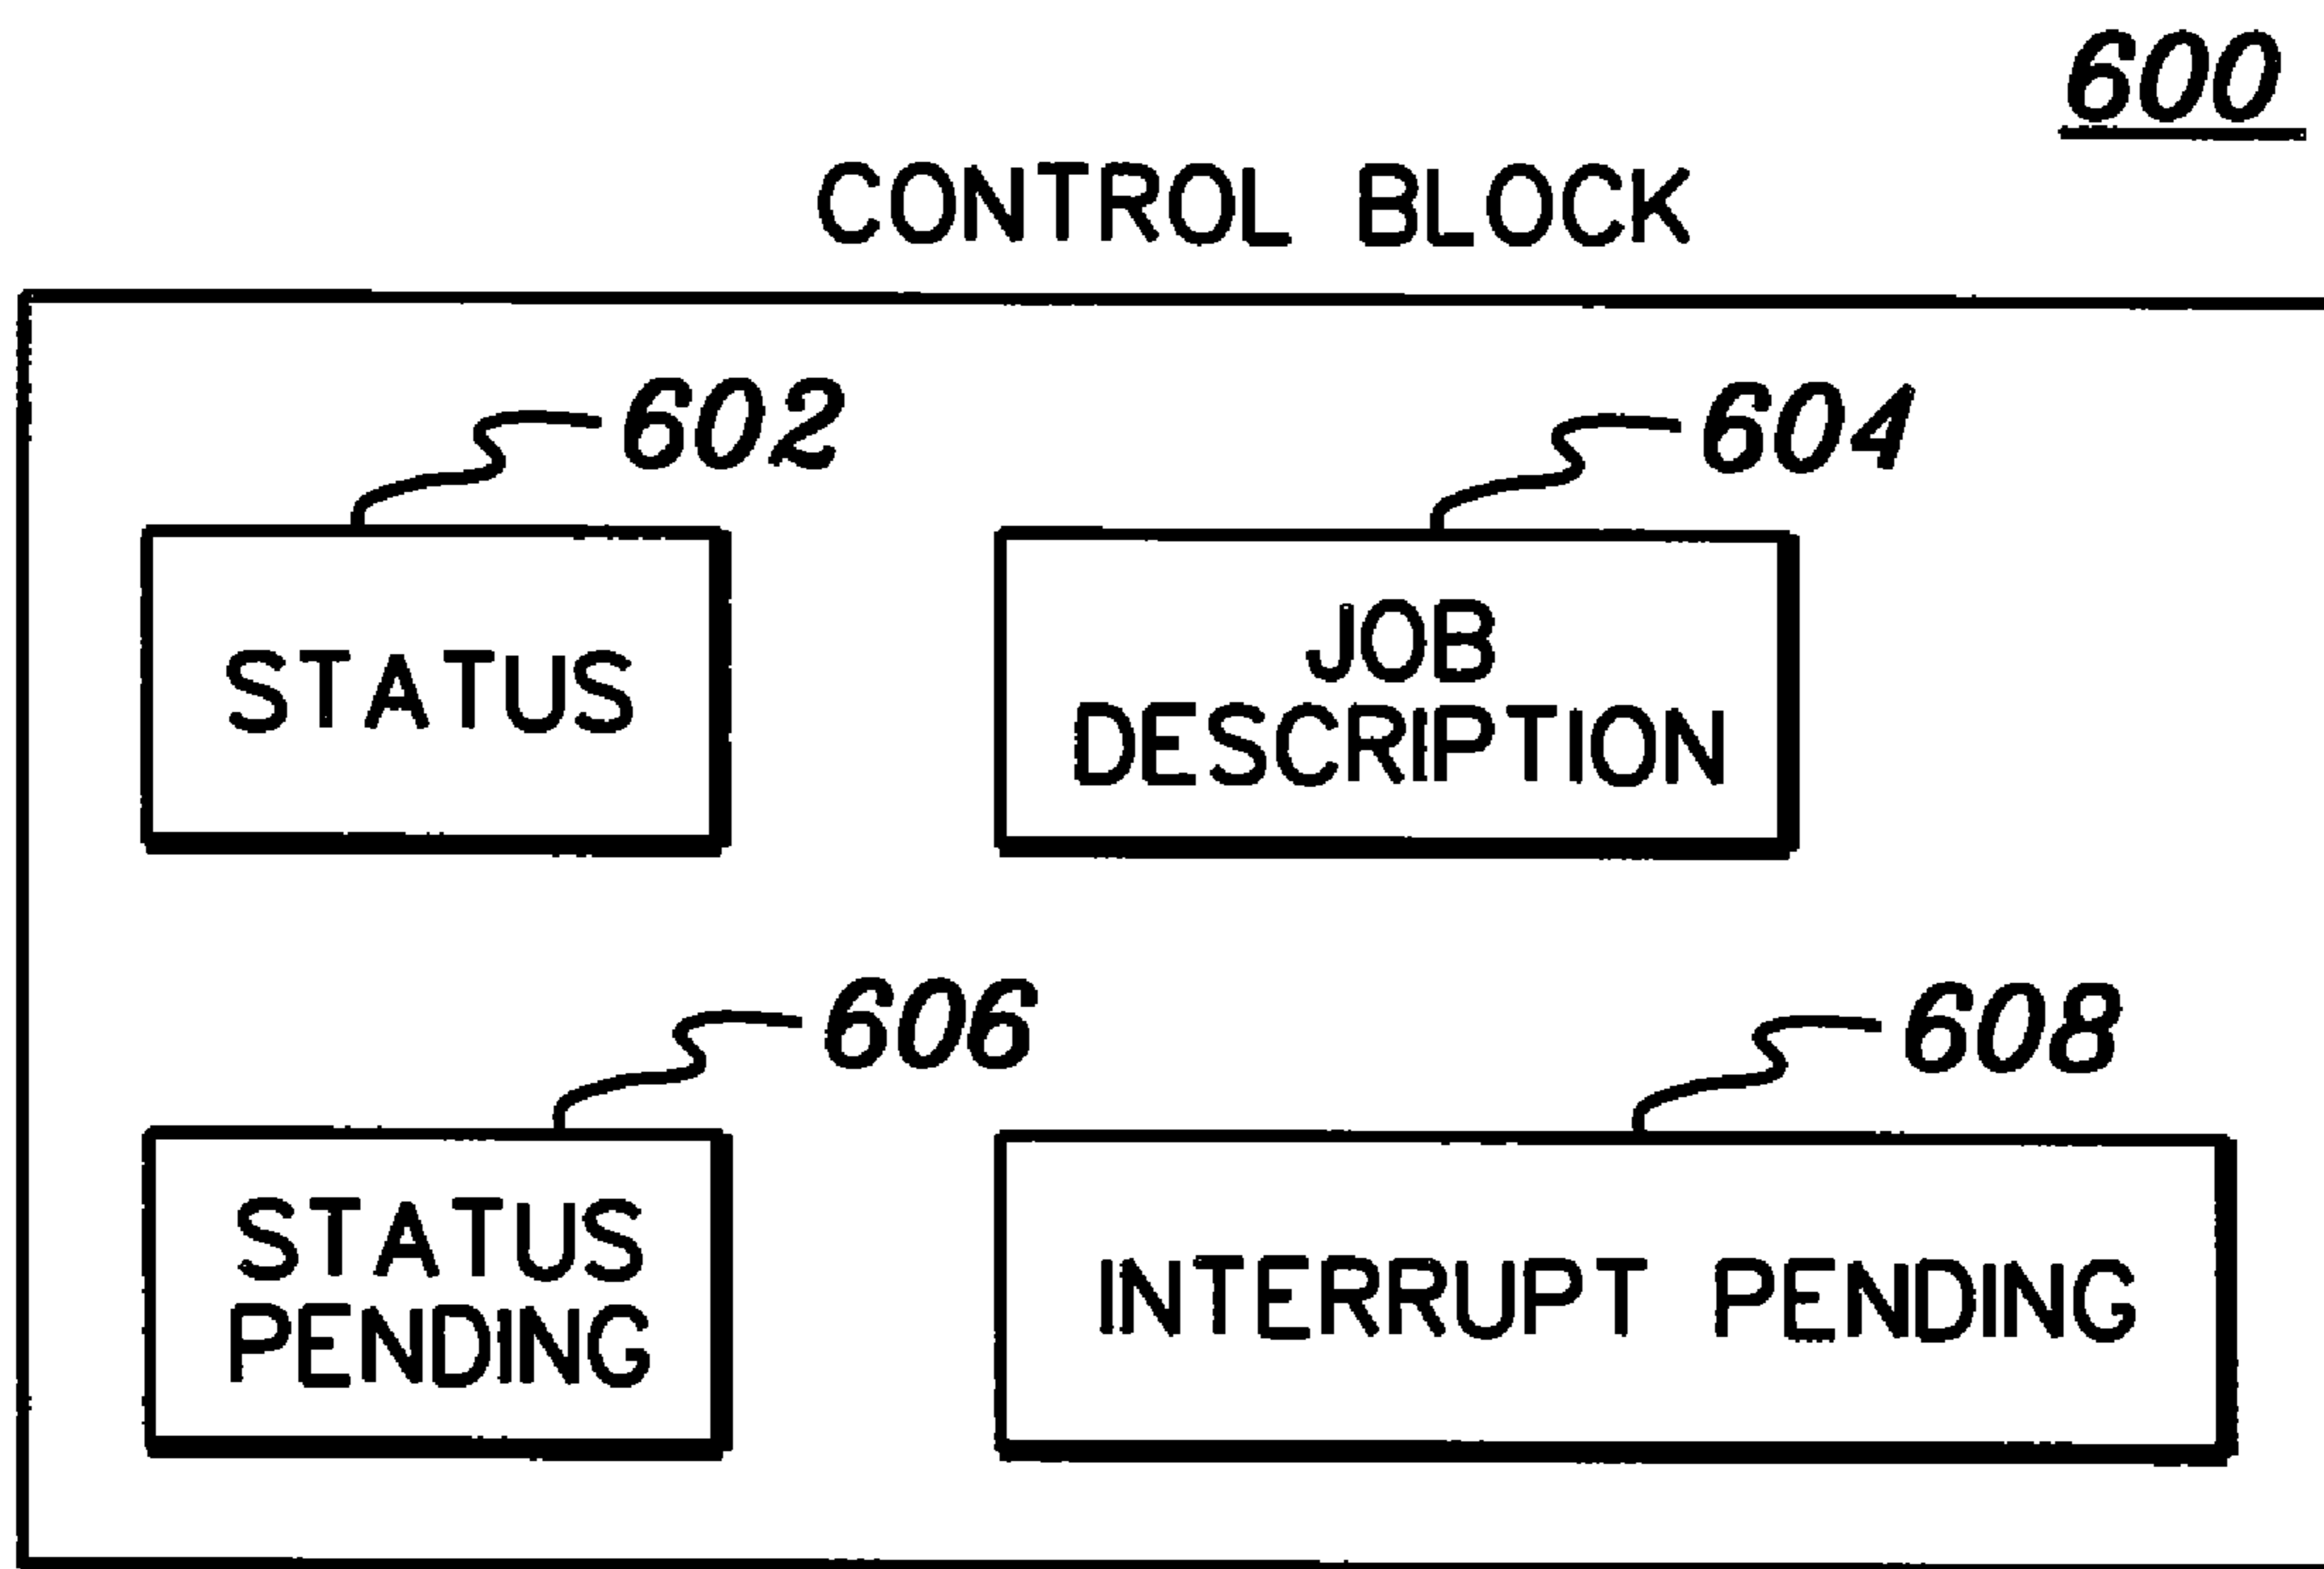 600
CONTROL BLOCK
602
604
STATUS
JOB
DESCRIPTION
606
608
STATUS
PENDING
INTERRUPT PENDING